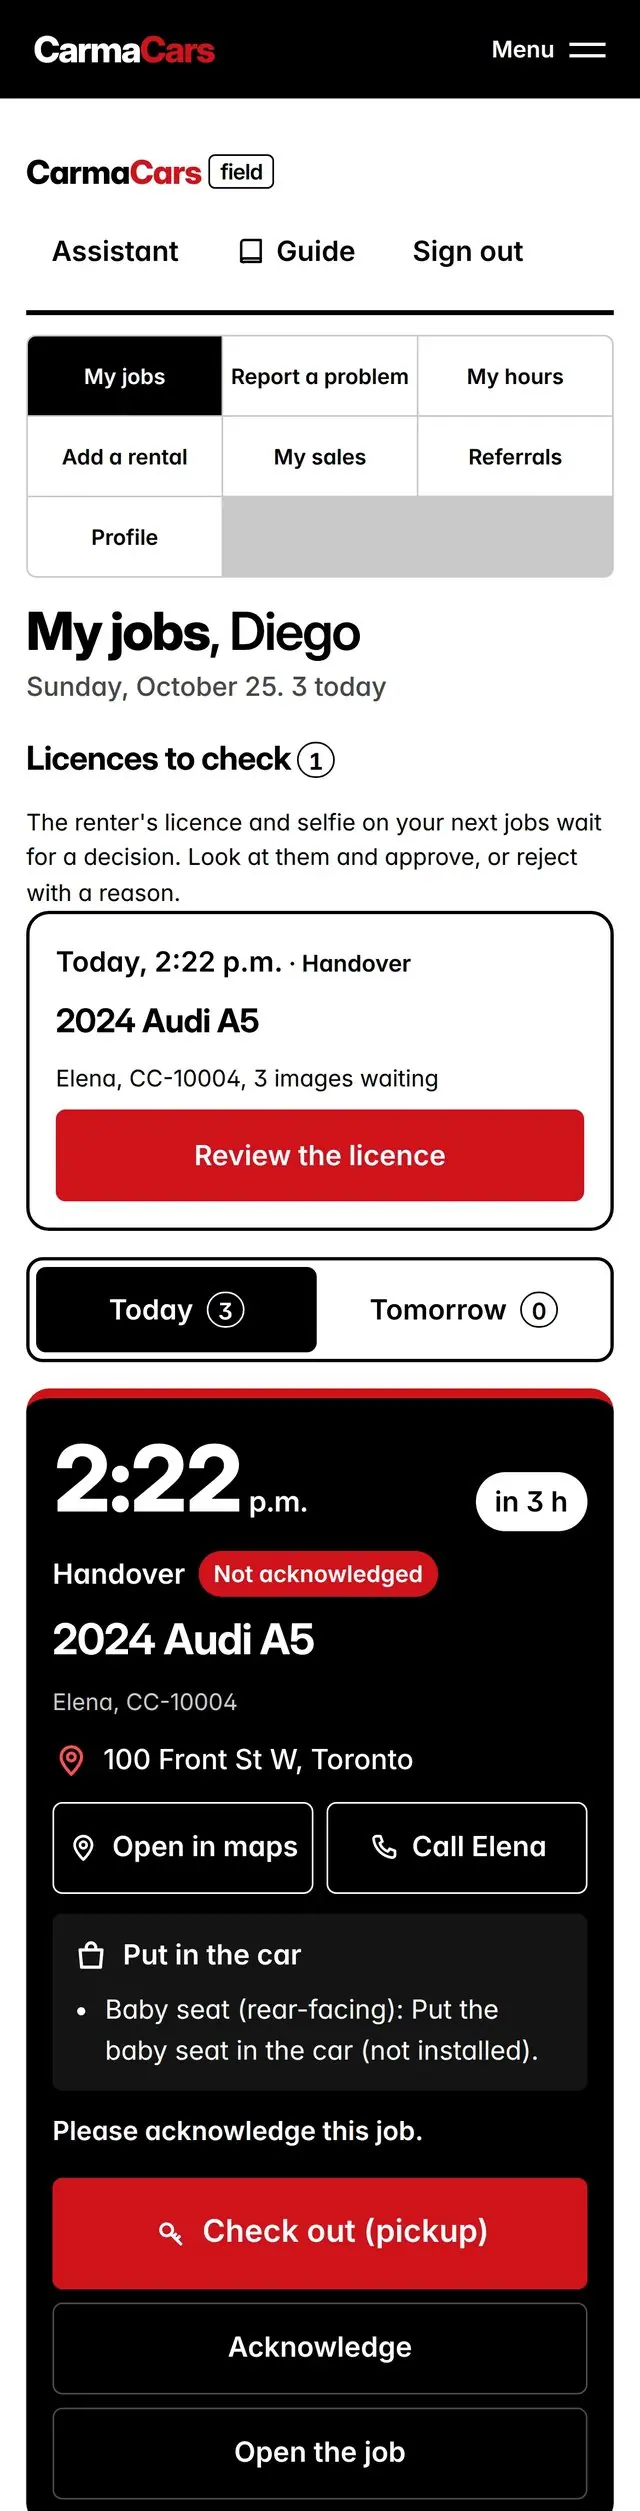 CarmaCars
Menu
CarmaCars field
Assistant
Guide
Sign out
My jobs
Report a problem
My hours
Add a rental
My sales
Referrals
Profile
My jobs, Diego
Sunday, October 25. 3 today
Licences to check 1
The renter's licence and selfie on your next jobs wait
for a decision. Look at them and approve, or reject
with a reason.
Today, 2:22 p.m. · Handover
2024 Audi A5
Elena, CC-10004, 3 images waiting
Review the licence
Today 3
Tomorrow 0
2:22 p.m.
in 3 h
Handover
Not acknowledged
2024 Audi A5
Elena, CC-10004
100 Front St W, Toronto
Open in maps
Call Elena
Put in the car
• Baby seat (rear-facing): Put the
baby seat in the car (not installed).
Please acknowledge this job.
Check out (pickup)
Acknowledge
Open the job